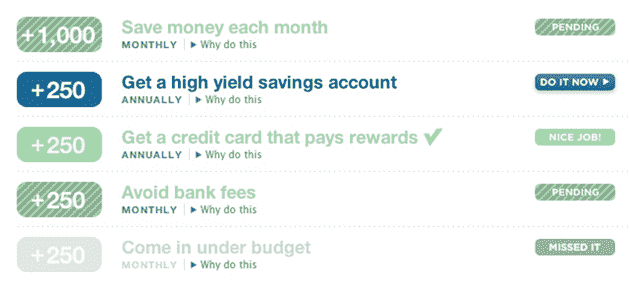 +1,000 Save money each month PENDING
MONTHLY Why do this
+250 Get a high yield savings account DO IT NOW
ANNUALLY Why do this
+250 Get a credit card that pays rewards NICE JOB!
ANNUALLY Why do this
+250 Avoid bank fees PENDING
MONTHLY Why do this
+250 Come in under budget MISSED IT
MONTHLY Why do this